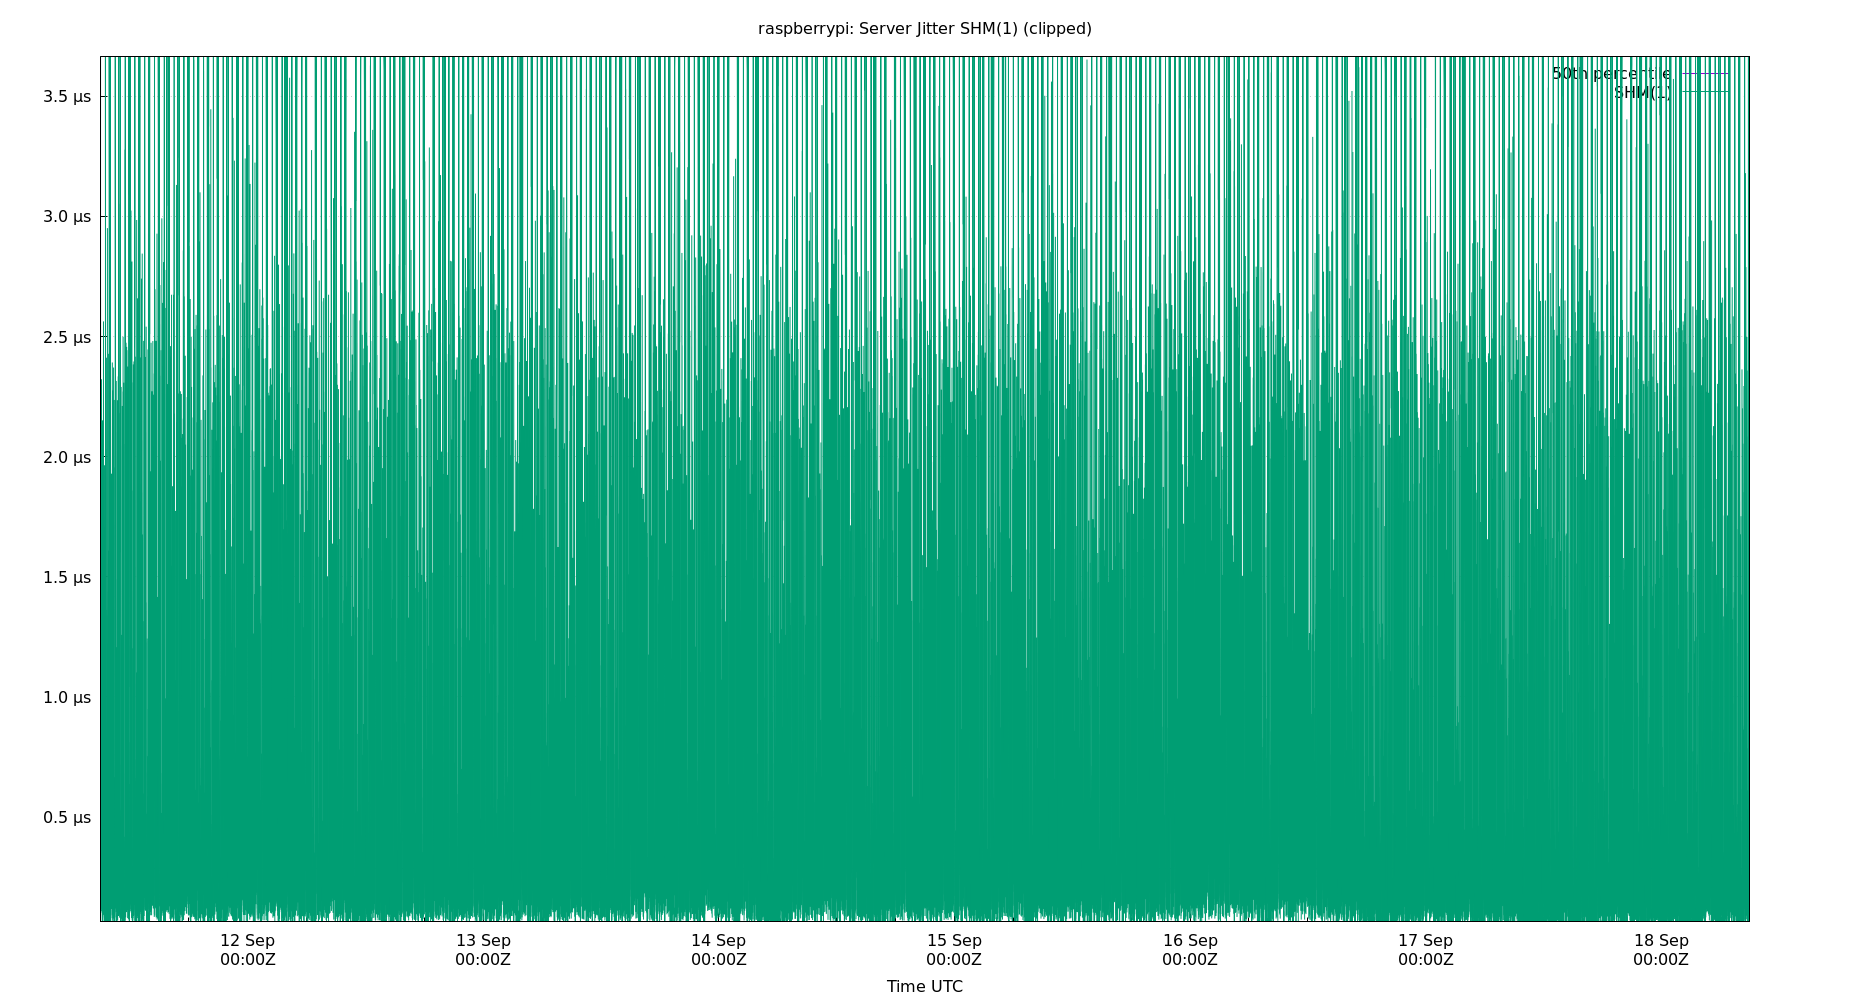 raspberrypi: Server Jitter SHM(1) (clipped)
50th percentile
SHM(1)
3.5 µs
3.0 µs
2.5 µs
2.0 µs
1.5 µs
1.0 µs
0.5 µs
12 Sep 13 Sep 14 Sep 15 Sep 16 Sep 17 Sep 18 Sep
00:00Z 00:00Z 00:00Z 00:00Z 00:00Z 00:00Z 00:00Z
Time UTC